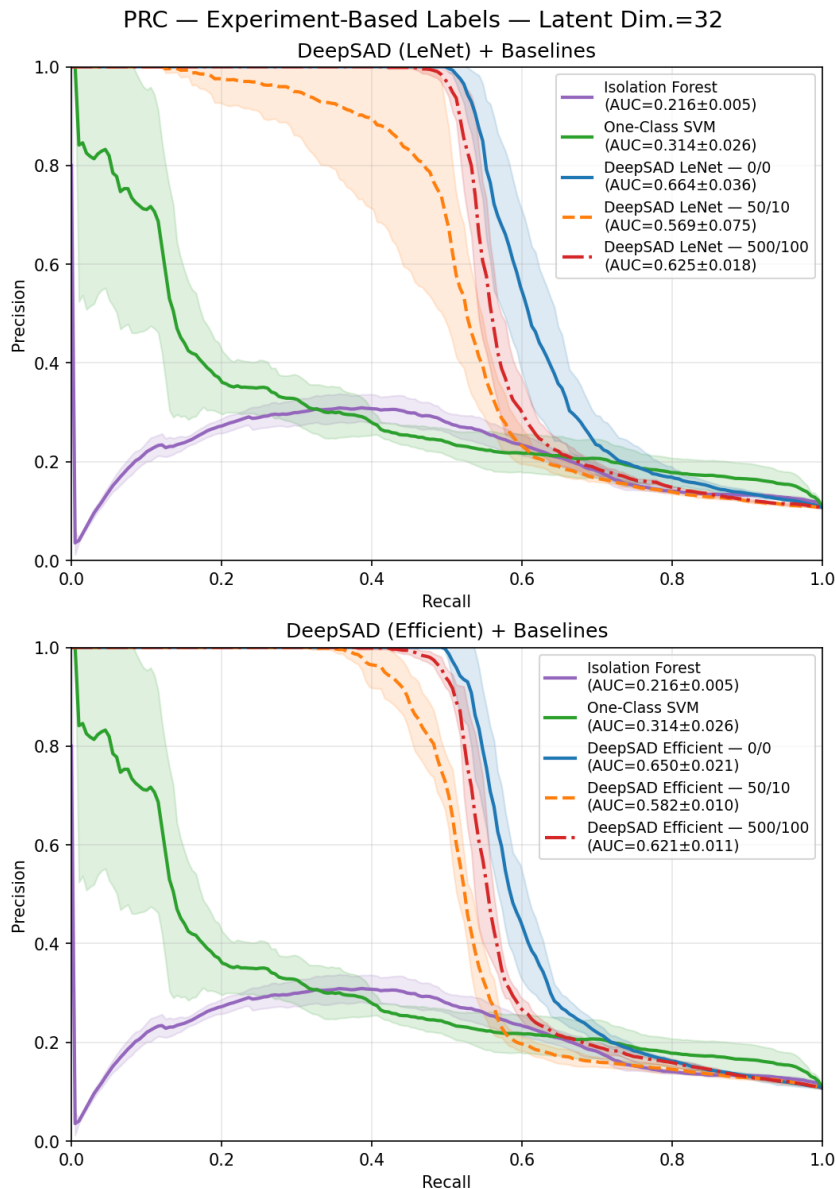 PRC — Experiment-Based Labels — Latent Dim.=32
DeepSAD (LeNet) + Baselines
1.0
0.8
0.6
0.4
0.2
0.0
Precision
Isolation Forest
(AUC=0.216±0.005)
One-Class SVM
(AUC=0.314±0.026)
DeepSAD LeNet — 0/0
(AUC=0.664±0.036)
DeepSAD LeNet — 50/10
(AUC=0.569±0.075)
DeepSAD LeNet — 500/100
(AUC=0.625±0.018)
0.0 0.2 0.4 0.6 0.8 1.0
Recall
DeepSAD (Efficient) + Baselines
1.0
0.8
0.6
0.4
0.2
0.0
Precision
Isolation Forest
(AUC=0.216±0.005)
One-Class SVM
(AUC=0.314±0.026)
DeepSAD Efficient — 0/0
(AUC=0.650±0.021)
DeepSAD Efficient — 50/10
(AUC=0.582±0.010)
DeepSAD Efficient — 500/100
(AUC=0.621±0.011)
0.0 0.2 0.4 0.6 0.8 1.0
Recall